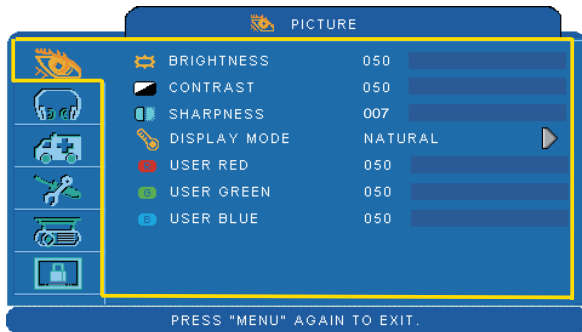 PICTURE
BRIGHTNESS 050
CONTRAST 050
SHARPNESS 007
DISPLAY MODE NATURAL
USER RED 050
G USER GREEN 050
B USER BLUE 050
PRESS "MENU" AGAIN TO EXIT.